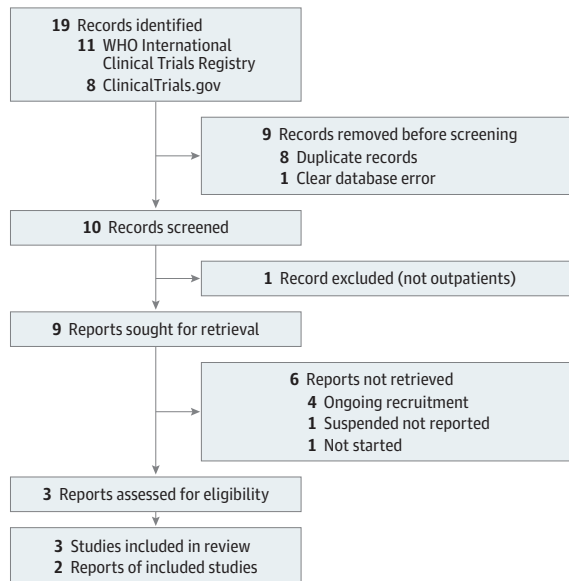 19 Records identified
11 WHO International
Clinical Trials Registry
8 ClinicalTrials.gov
9 Records removed before screening
8 Duplicate records
1 Clear database error
10 Records screened
1 Record excluded (not outpatients)
9 Reports sought for retrieval
6 Reports not retrieved
4 Ongoing recruitment
1 Suspended not reported
1 Not started
3 Reports assessed for eligibility
3 Studies included in review
2 Reports of included studies